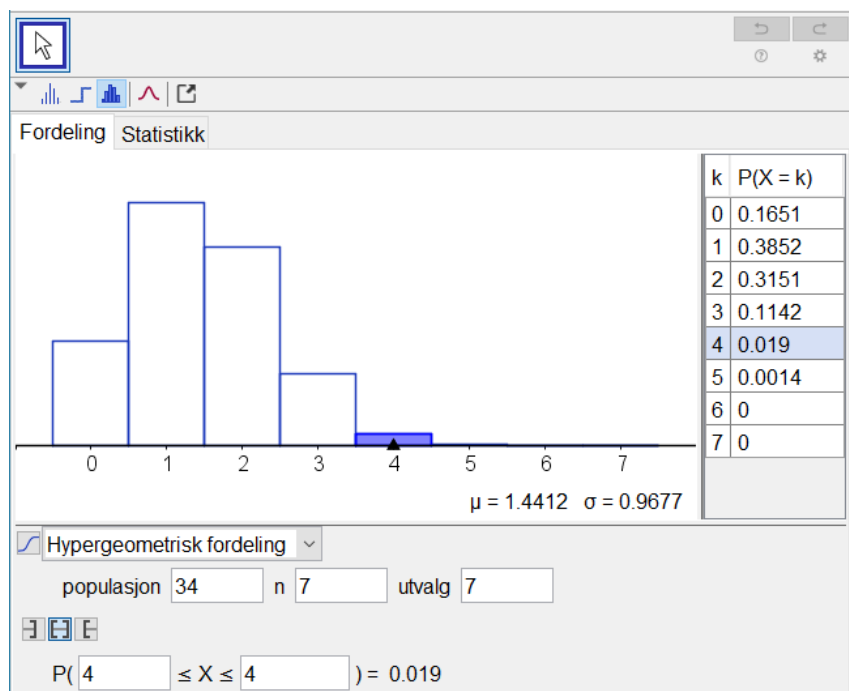 Fordeling Statistikk
k P(X = k)
0 0.1651
1 0.3852
2 0.3151
3 0.1142
4 0.019
5 0.0014
6 0
7 0
0 1 2 3 4 5 6 7
μ = 1.4412 σ = 0.9677
Hypergeometrisk fordeling
populasjon 34 n 7 utvalg 7
P( 4 ≤ X ≤ 4 ) = 0.019